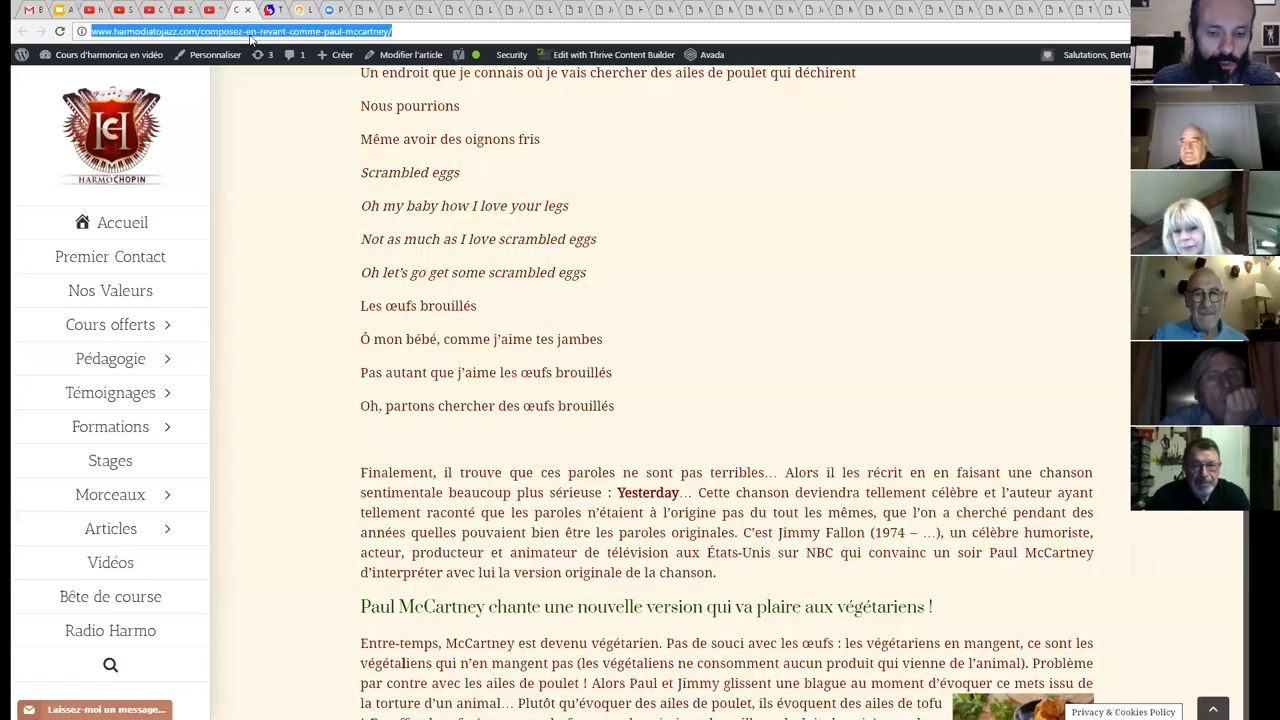 www.harmodiatojazz.com/composez-en-revant-comme-paul-mccartney/
Cours d'harmonica en vidéo
Personnaliser
3
1
Créer
Modifier l'article
Security
Edit with Thrive Content Builder
Avada
Salutations, Bertra
HC
HARMOCHOPIN
Accueil
Premier Contact
Nos Valeurs
Cours offerts
Pédagogie
Témoignages
Formations
Stages
Morceaux
Articles
Vidéos
Bête de course
Radio Harmo
Laissez-moi un message...
Un endroit que je connais où je vais chercher des ailes de poulet qui déchirent
Nous pourrions
Même avoir des oignons fris
Scrambled eggs
Oh my baby how I love your legs
Not as much as I love scrambled eggs
Oh let's go get some scrambled eggs
Les œufs brouillés
Ô mon bébé, comme j'aime tes jambes
Pas autant que j'aime les œufs brouillés
Oh, partons chercher des œufs brouillés
Finalement, il trouve que ces paroles ne sont pas terribles… Alors il les récrit en en faisant une chanson
sentimentale beaucoup plus sérieuse : Yesterday… Cette chanson deviendra tellement célèbre et l'auteur ayant
tellement raconté que les paroles n'étaient à l'origine pas du tout les mêmes, que l'on a cherché pendant des
années quelles pouvaient bien être les paroles originales. C'est Jimmy Fallon (1974 – …), un célèbre humoriste,
acteur, producteur et animateur de télévision aux États-Unis sur NBC qui convainc un soir Paul McCartney
d'interpréter avec lui la version originale de la chanson.
Paul McCartney chante une nouvelle version qui va plaire aux végétariens !
Entre-temps, McCartney est devenu végétarien. Pas de souci avec les œufs : les végétariens en mangent, ce sont les
végétaliens qui n'en mangent pas (les végétaliens ne consomment aucun produit qui vienne de l'animal). Problème
par contre avec les ailes de poulet ! Alors Paul et Jimmy glissent une blague au moment d'évoquer ce mets issu de
la torture d'un animal… Plutôt qu'évoquer des ailes de poulet, ils évoquent des ailes de tofu
Privacy & Cookies Policy